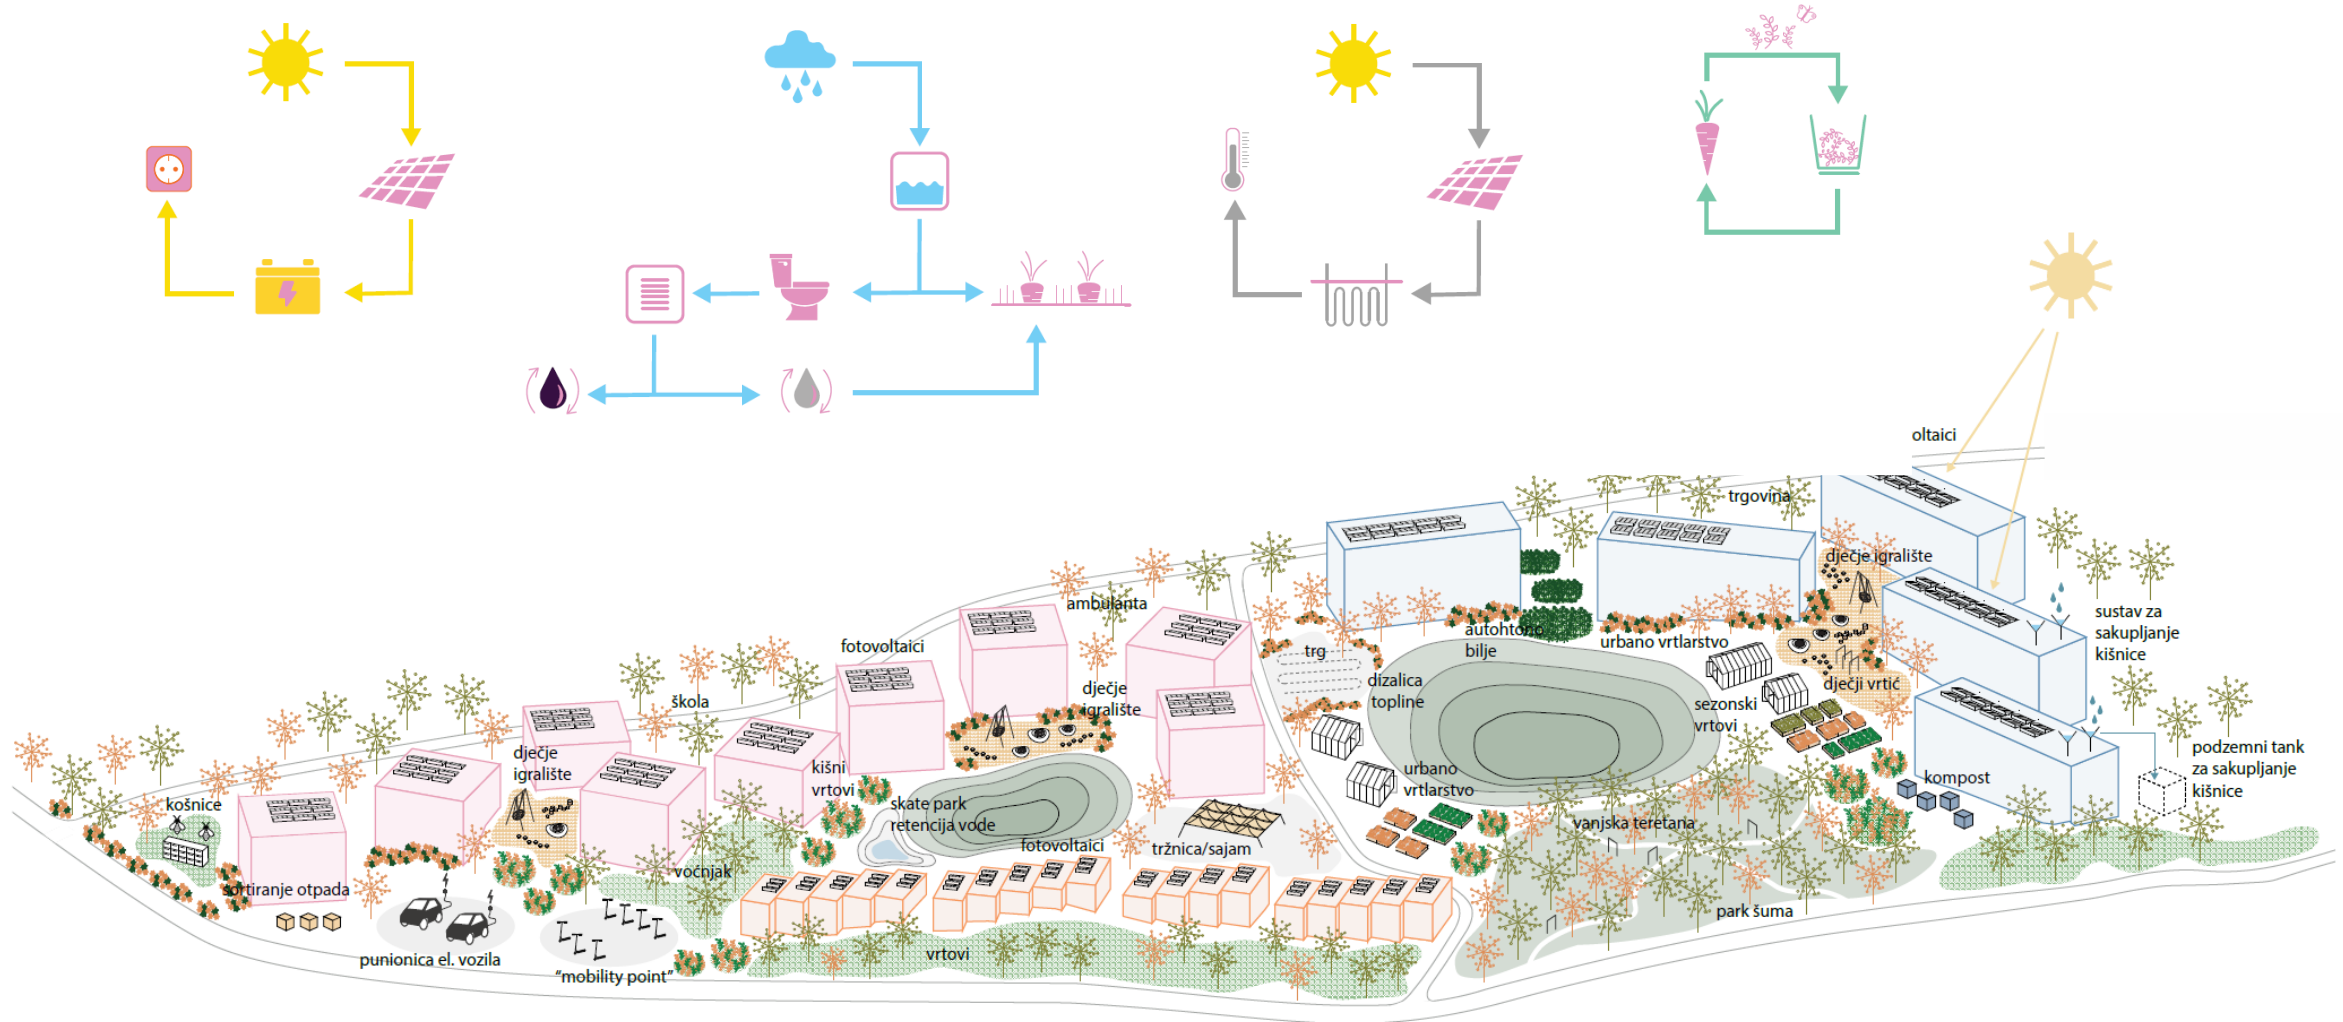 oltaici
trgovina
dječje igralište
ambulanta
sustav za
sakupljanje
kišnice
autohtono
bilje
urbano vrtlarstvo
fotovoltaici
trg
dizalica
topline
dječji vrtić
dječje
igralište
škola
sezonski
vrtovi
dječje
igralište
podzemni tank
za sakupljanje
kišnice
kišni
vrtovi
urbano
vrtlarstvo
kompost
košnice
skate park
retencija vode
vanjska teretana
fotovoltaici
tržnica/sajam
voćnjak
sortiranje otpada
park šuma
vrtovi
punionica el. vozila
“mobility point”